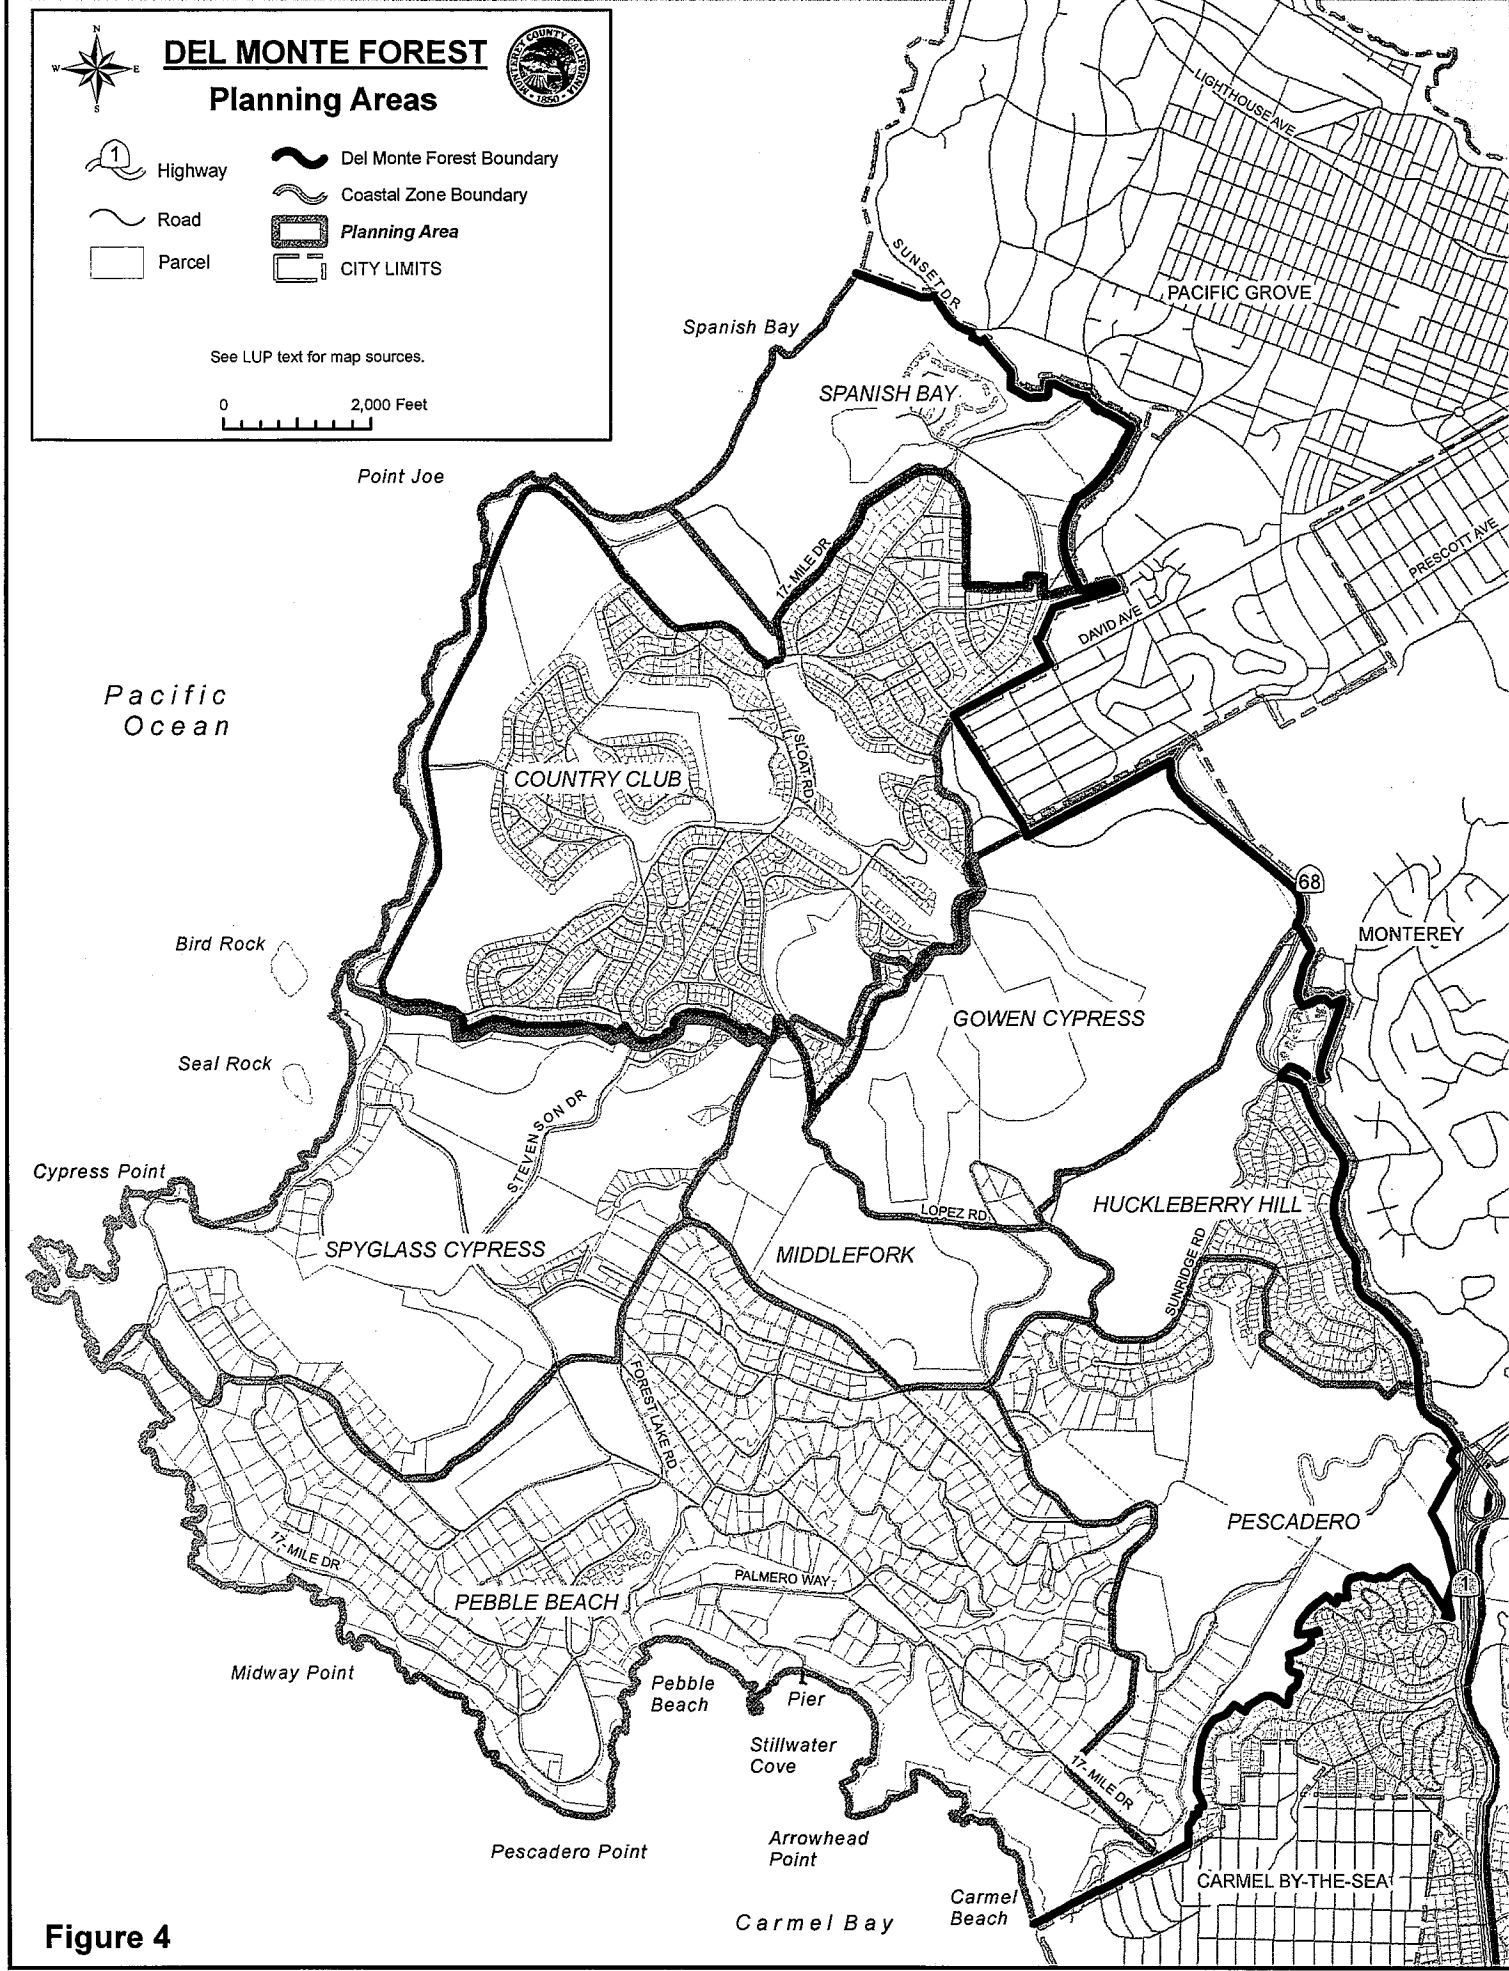 N
W
E
S
DEL MONTE FOREST
Planning Areas
MONTEREY COUNTY CALIFORNIA
1850
1
Highway
Road
Parcel
Del Monte Forest Boundary
Coastal Zone Boundary
Planning Area
CITY LIMITS
See LUP text for map sources.
0 2,000 Feet
LIGHTHOUSE AVE
SUNSET DR
PACIFIC GROVE
Spanish Bay
SPANISH BAY
Point Joe
17- MILE DR
PRESCOTT AVE
DAVID AVE
Pacific
Ocean
SLOAT RD
COUNTRY CLUB
68
MONTEREY
Bird Rock
GOWEN CYPRESS
Seal Rock
STEVENSON DR
Cypress Point
HUCKLEBERRY HILL
LOPEZ RD
SPYGLASS CYPRESS
MIDDLEFORK
SUNRIDGE RD
FOREST LAKE RD
PESCADERO
17- MILE DR
PALMERO WAY
1
PEBBLE BEACH
Midway Point
Pebble
Beach
Pier
Stillwater
Cove
17- MILE DR
Pescadero Point
Arrowhead
Point
CARMEL BY-THE-SEA
Carmel
Beach
Carmel Bay
Figure 4